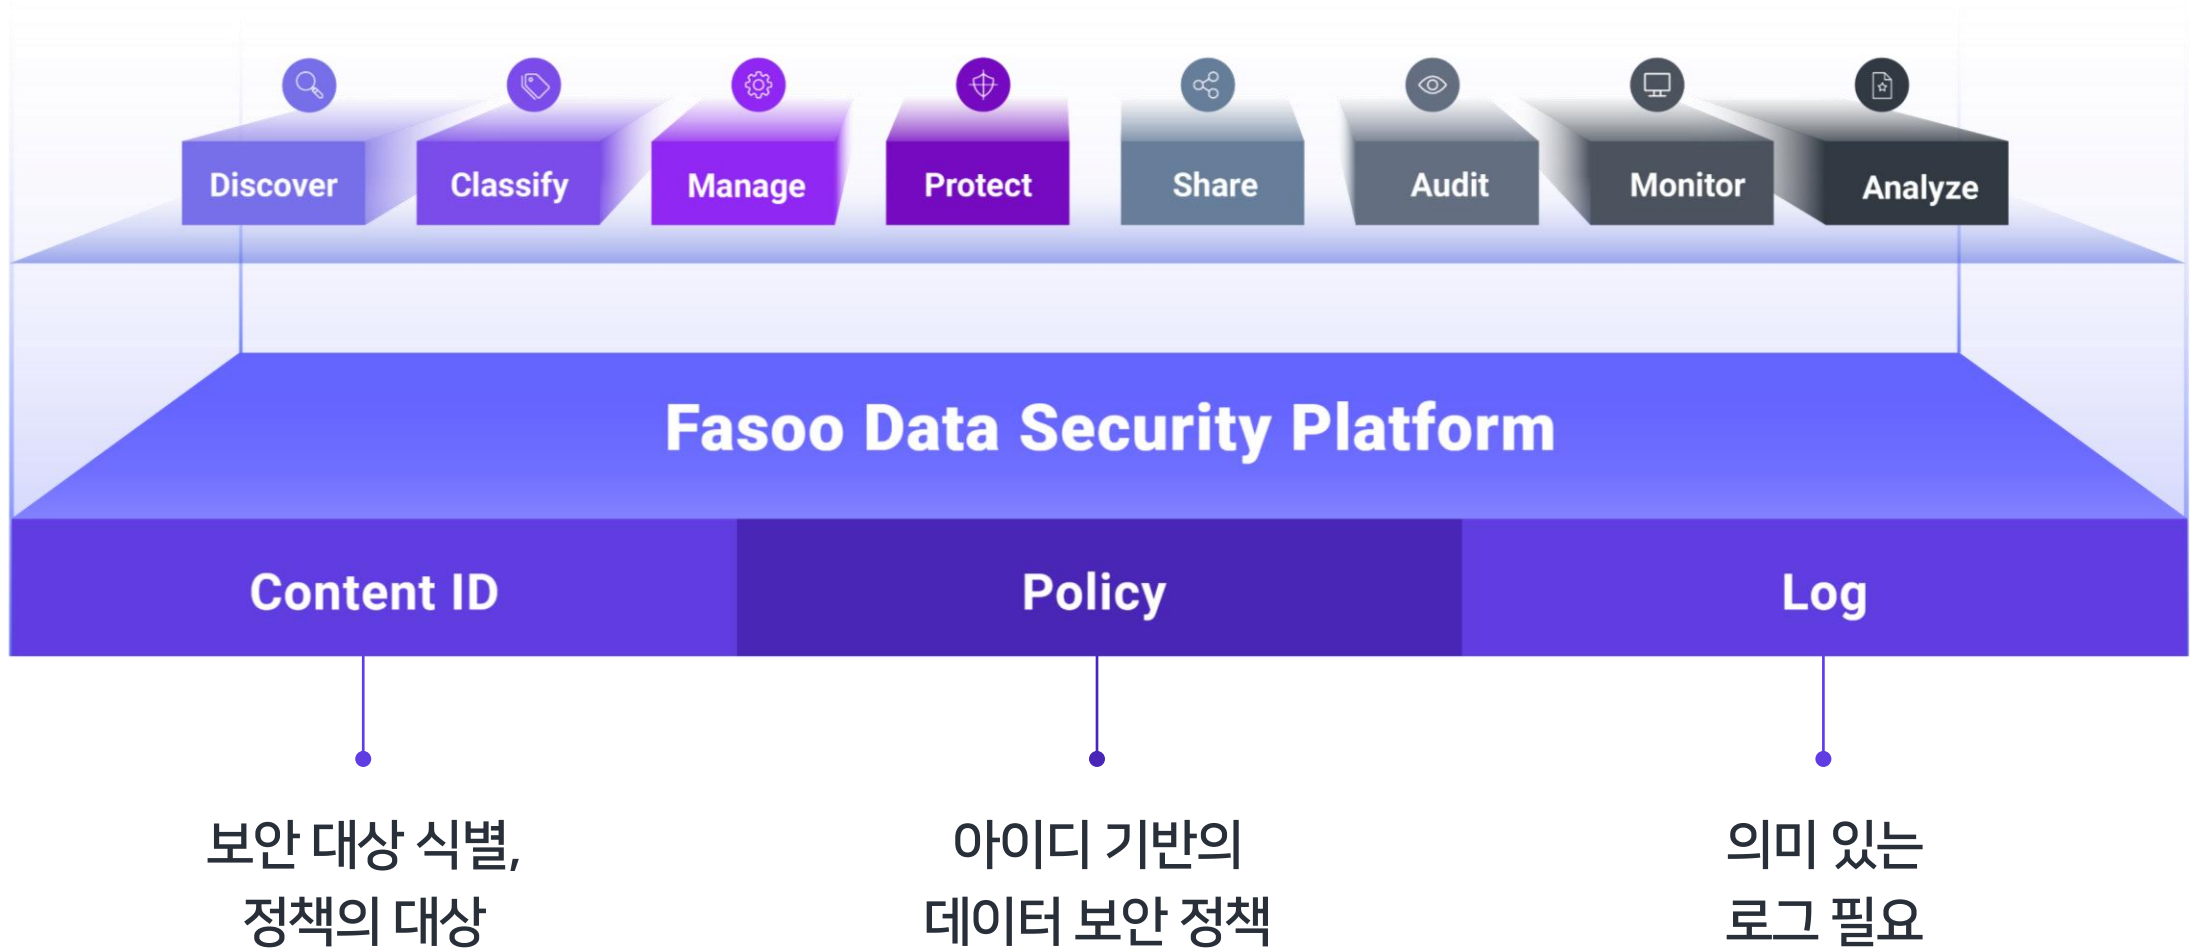 Discover
Classify
Manage
Protect
Share
Audit
Monitor
Analyze
Fasoo Data Security Platform
Content ID
Policy
Log
보안 대상 식별,
정책의 대상
아이디 기반의
데이터 보안 정책
의미 있는
로그 필요